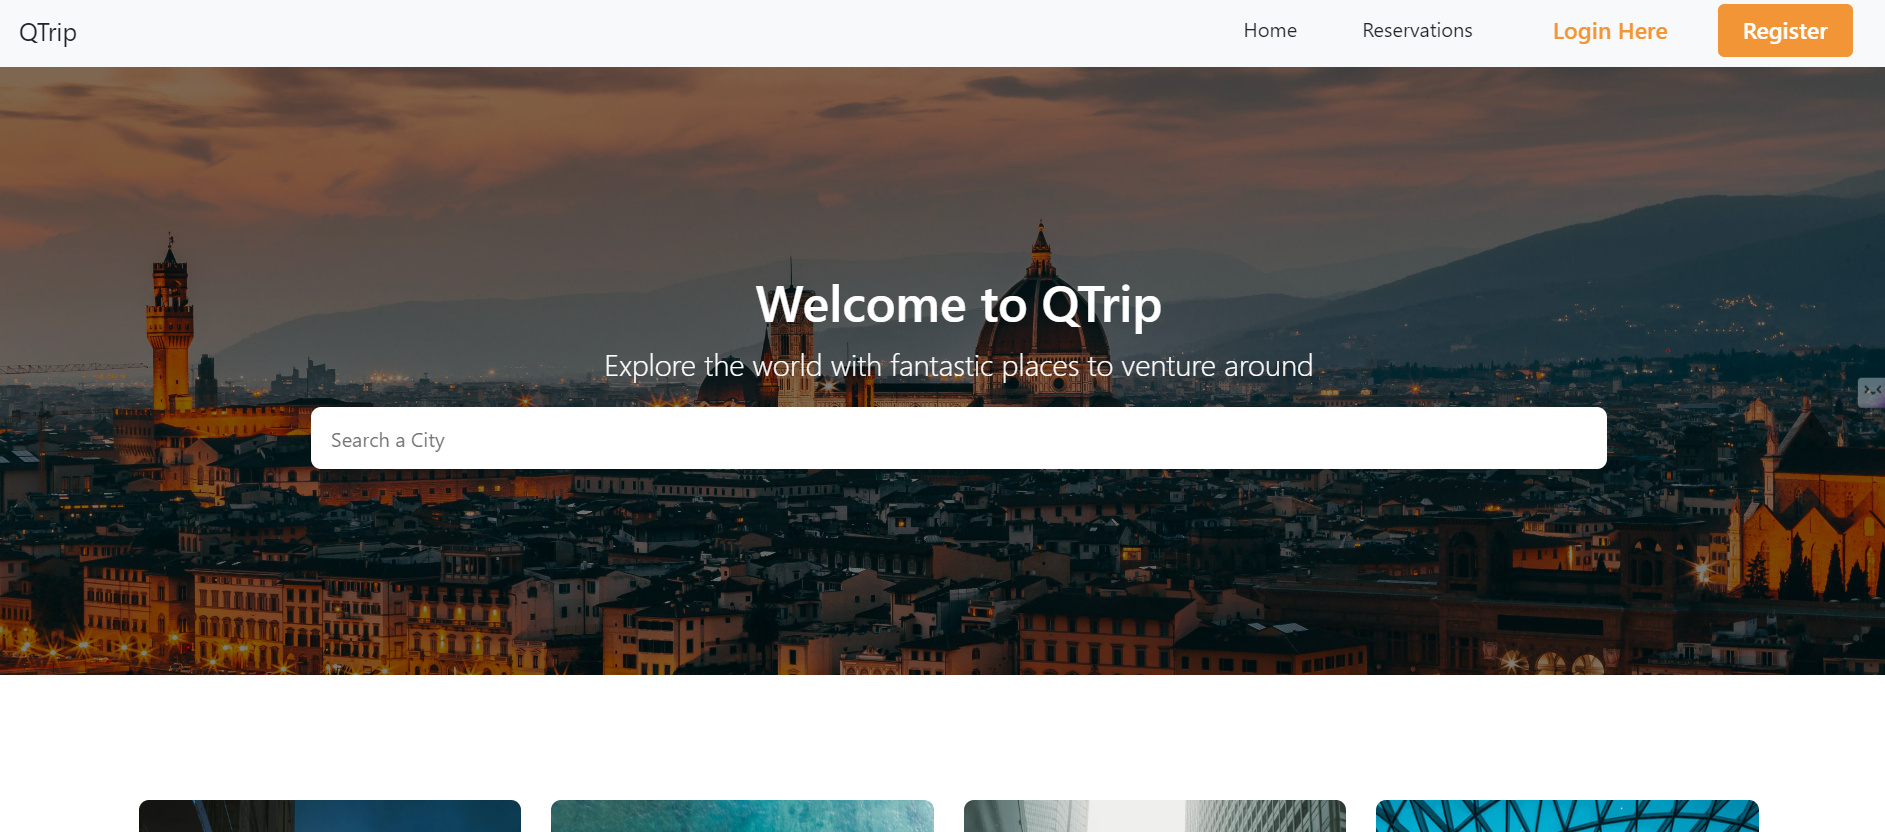 QTrip
Home
Reservations
Login Here
Register
Welcome to QTrip
Explore the world with fantastic places to venture around
Search a City